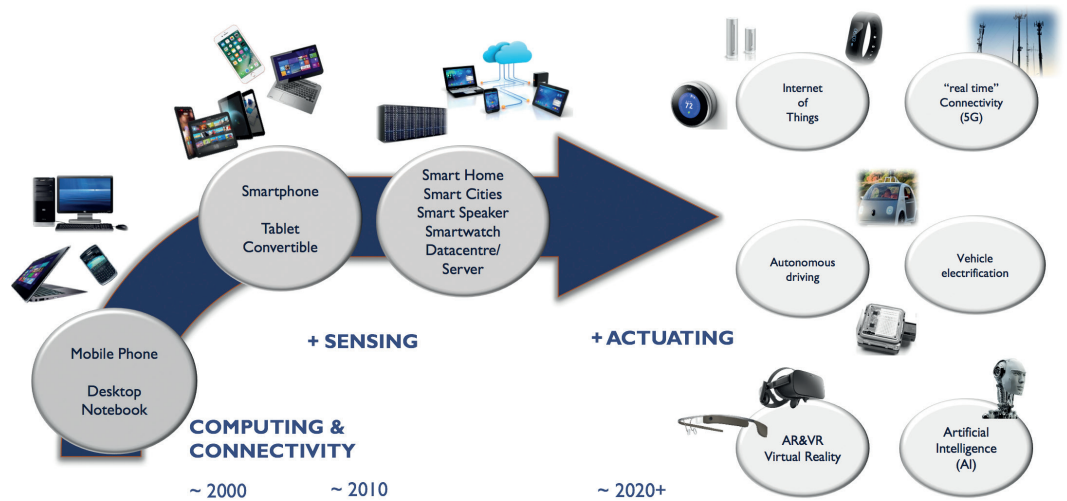 Mobile Phone
Desktop
Notebook
Smartphone
Tablet
Convertible
Smart Home
Smart Cities
Smart Speaker
Smartwatch
Datacentre/
Server
COMPUTING &
CONNECTIVITY
+ SENSING
+ ACTUATING
~ 2000
~ 2010
~ 2020+
72
Internet
of
Things
“real time”
Connectivity
(5G)
Autonomous
driving
Vehicle
electrification
AR&VR
Virtual Reality
Artificial
Intelligence
(AI)